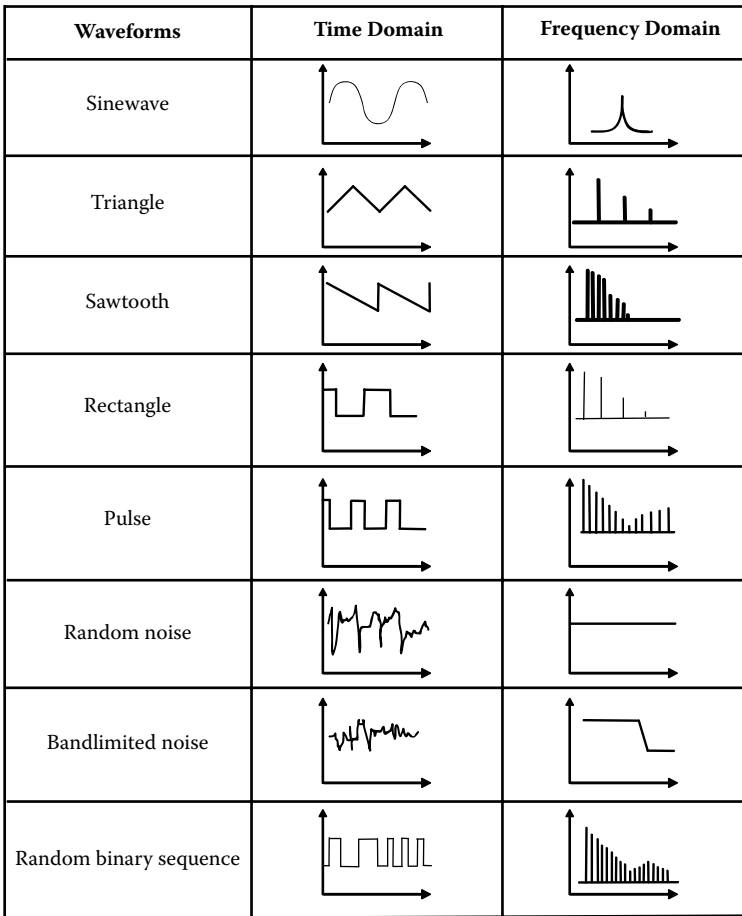 Waveforms Time Domain Frequency Domain
Sinewave
Triangle
Sawtooth
Rectangle
Pulse
Random noise
Bandlimited noise
Random binary sequence